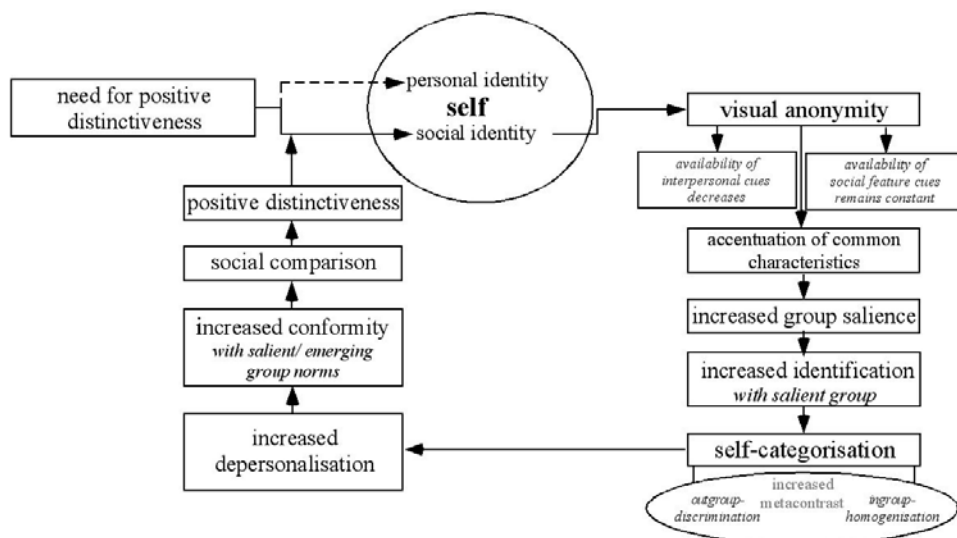 need for positive
distinctiveness
personal identity
self
social identity
visual anonymity
availability of
interpersonal cues
decreases
availability of
social feature cues
remains constant
accentuation of common
characteristics
increased group salience
increased identification
with salient group
self-categorisation
increased
metacontrast
outgroup-
discrimination
ingroup-
homogenisation
increased
depersonalisation
increased conformity
with salient/ emerging
group norms
social comparison
positive distinctiveness